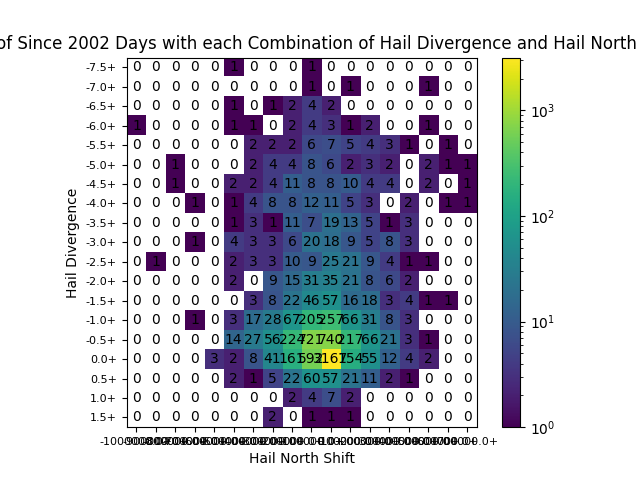 of Since 2002 Days with each Combination of Hail Divergence and Hail North
-7.5+ 0 0 0 0 0 1 0 0 0 1 0 0 0 0 0 0 0 0
-7.0+ 0 0 0 0 0 0 0 0 0 1 0 1 0 0 0 1 0 0
-6.5+ 0 0 0 0 0 1 0 1 2 4 2 0 0 0 0 0 0 0
-6.0+ 1 0 0 0 0 1 1 0 2 4 3 1 2 0 0 1 0 0
-5.5+ 0 0 0 0 0 0 2 2 2 6 7 5 4 3 1 0 1 0
-5.0+ 0 0 1 0 0 0 2 4 4 8 6 2 3 2 0 2 1 1
-4.5+ 0 0 1 0 0 2 2 4 11 8 8 10 4 4 0 2 0 1
-4.0+ 0 0 0 1 0 1 4 8 8 12 11 5 3 0 2 0 1 1
-3.5+ 0 0 0 0 0 1 3 1 11 7 19 13 5 1 3 0 0 0
-3.0+ 0 0 0 1 0 4 3 3 6 20 18 9 5 8 3 0 0 0
-2.5+ 0 1 0 0 0 2 3 3 10 9 25 21 9 4 1 1 0 0
-2.0+ 0 0 0 0 0 2 0 9 15 31 35 21 8 6 2 0 0 0
-1.5+ 0 0 0 0 0 0 3 8 22 46 57 16 18 3 4 1 1 0
-1.0+ 0 0 0 1 0 3 17 28 67 205 257 66 31 8 3 0 0 0
-0.5+ 0 0 0 0 0 14 27 56 224 721 740 217 66 21 3 1 0 0
0.0+ 0 0 0 0 3 2 8 41 161 592 154 55 12 4 2 0 0
0.5+ 0 0 0 0 0 2 1 5 22 60 57 21 11 2 1 0 0 0
1.0+ 0 0 0 0 0 0 0 0 2 4 7 2 0 0 0 0 0 0
1.5+ 0 0 0 0 0 0 0 2 0 1 1 1 0 0 0 0 0 0
Hail Divergence
Hail North Shift
10³
10²
10¹
10⁰